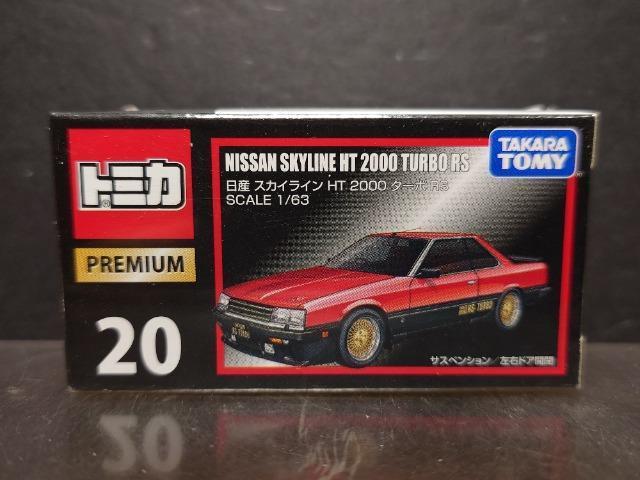 トミカ
®
PREMIUM
20
NISSAN SKYLINE HT 2000 TURBO RS
日産 スカイライン HT 2000 ターボ RS
SCALE 1/63
TAKARA
TOMY
RS-TURBO
サスペンション/左右ドア開閉